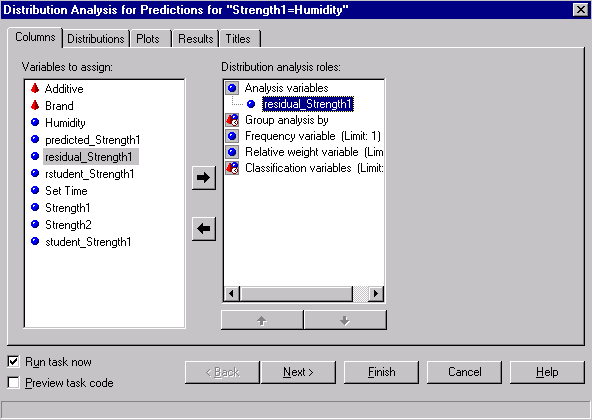 Distribution Analysis for Predictions for "Strength1=Humidity"
Columns Distributions Plots Results Titles
Variables to assign:
Additive
Brand
Humidity
predicted_Strength1
residual_Strength1
rstudent_Strength1
Set Time
Strength1
Strength2
student_Strength1
Distribution analysis roles:
Analysis variables
residual_Strength1
Group analysis by
Frequency variable (Limit: 1)
Relative weight variable (Lim
Classification variables (Limit:
Run task now
Preview task code
< Back
Next >
Finish
Cancel
Help